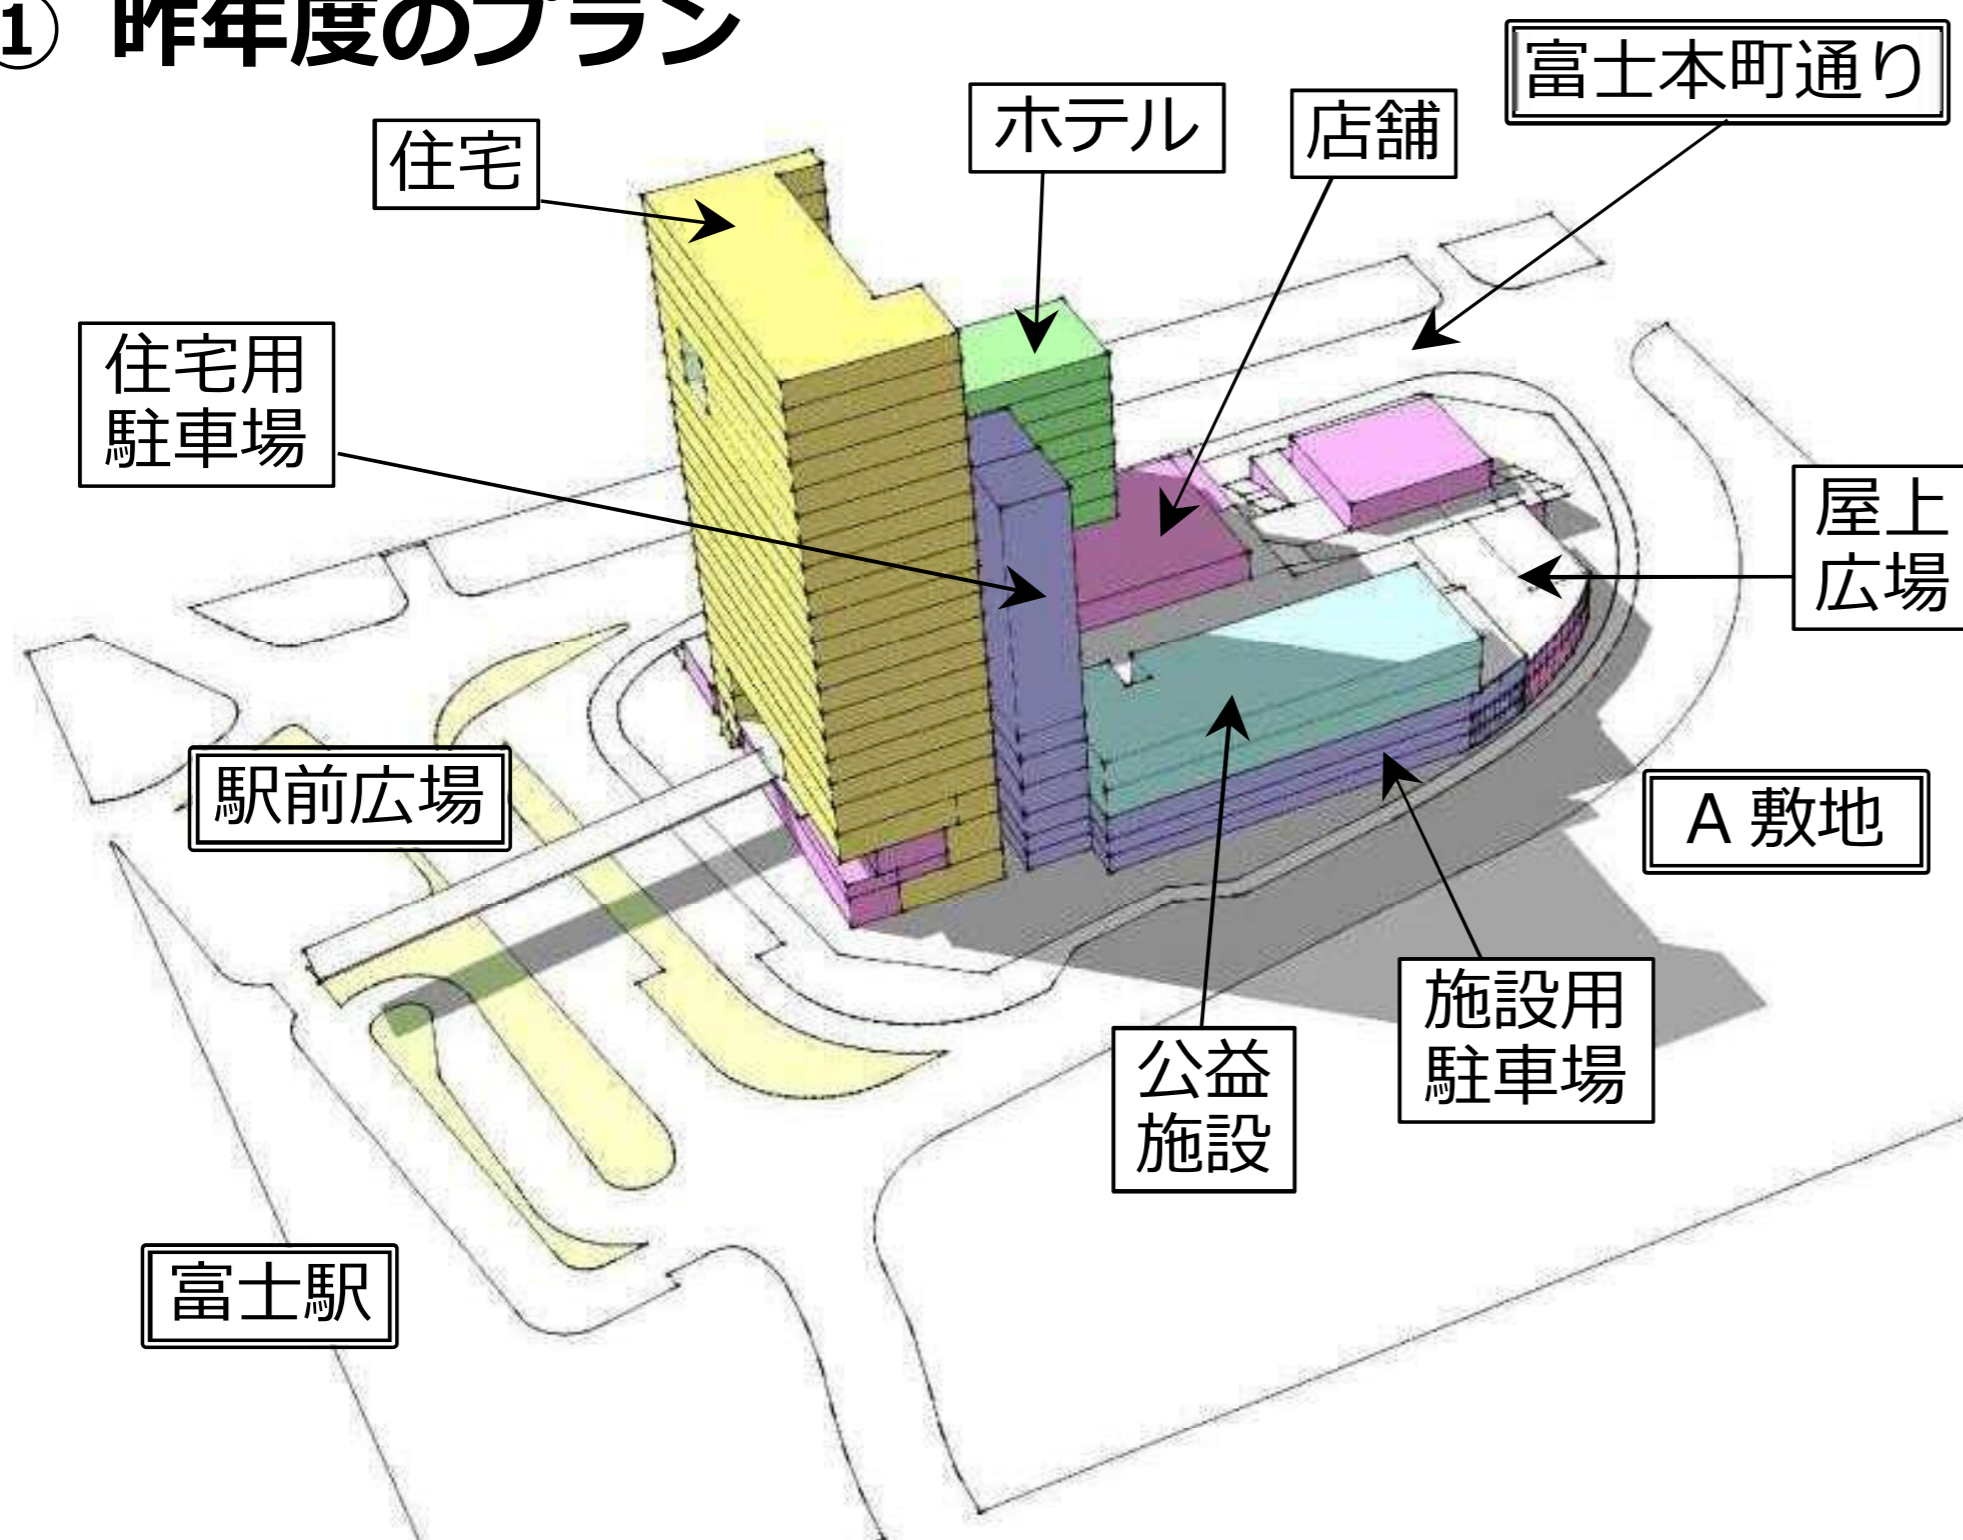 ① 昨年度のプラン
富士本町通り
ホテル
店舗
住宅
住宅用
駐車場
屋上
広場
駅前広場
A 敷地
施設用
駐車場
公益
施設
富士駅